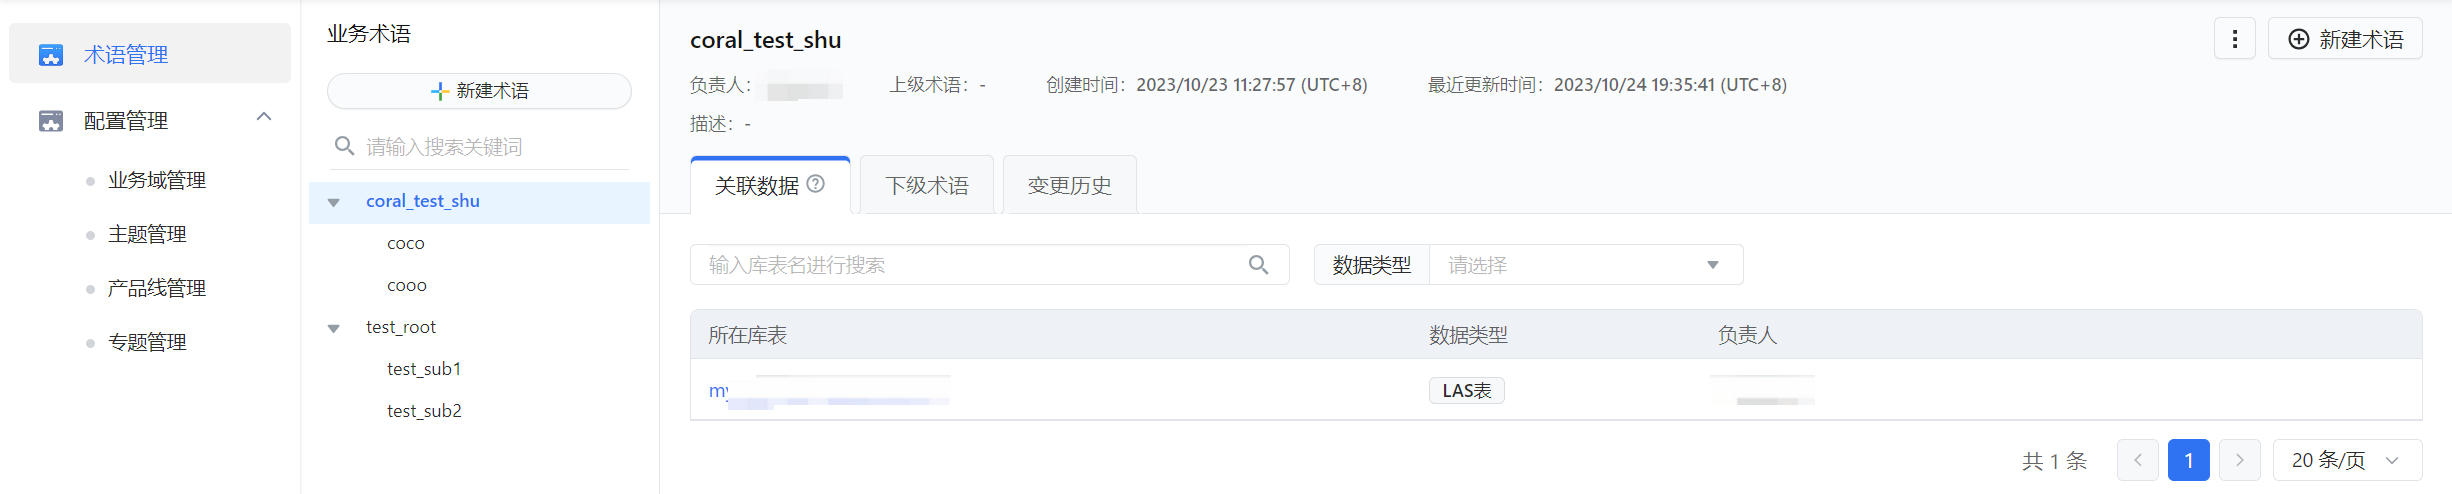 术语管理
配置管理
业务域管理
主题管理
产品线管理
专题管理
业务术语
新建术语
请输入搜索关键词
coral_test_shu
coco
cooo
test_root
test_sub1
test_sub2
coral_test_shu
新建术语
负责人： 上级术语：- 创建时间：2023/10/23 11:27:57 (UTC+8) 最近更新时间：2023/10/24 19:35:41 (UTC+8)
描述：-
关联数据 下级术语 变更历史
输入库表名进行搜索 数据类型 请选择
所在库表 数据类型 负责人
LAS表
共 1 条 1 20 条/页